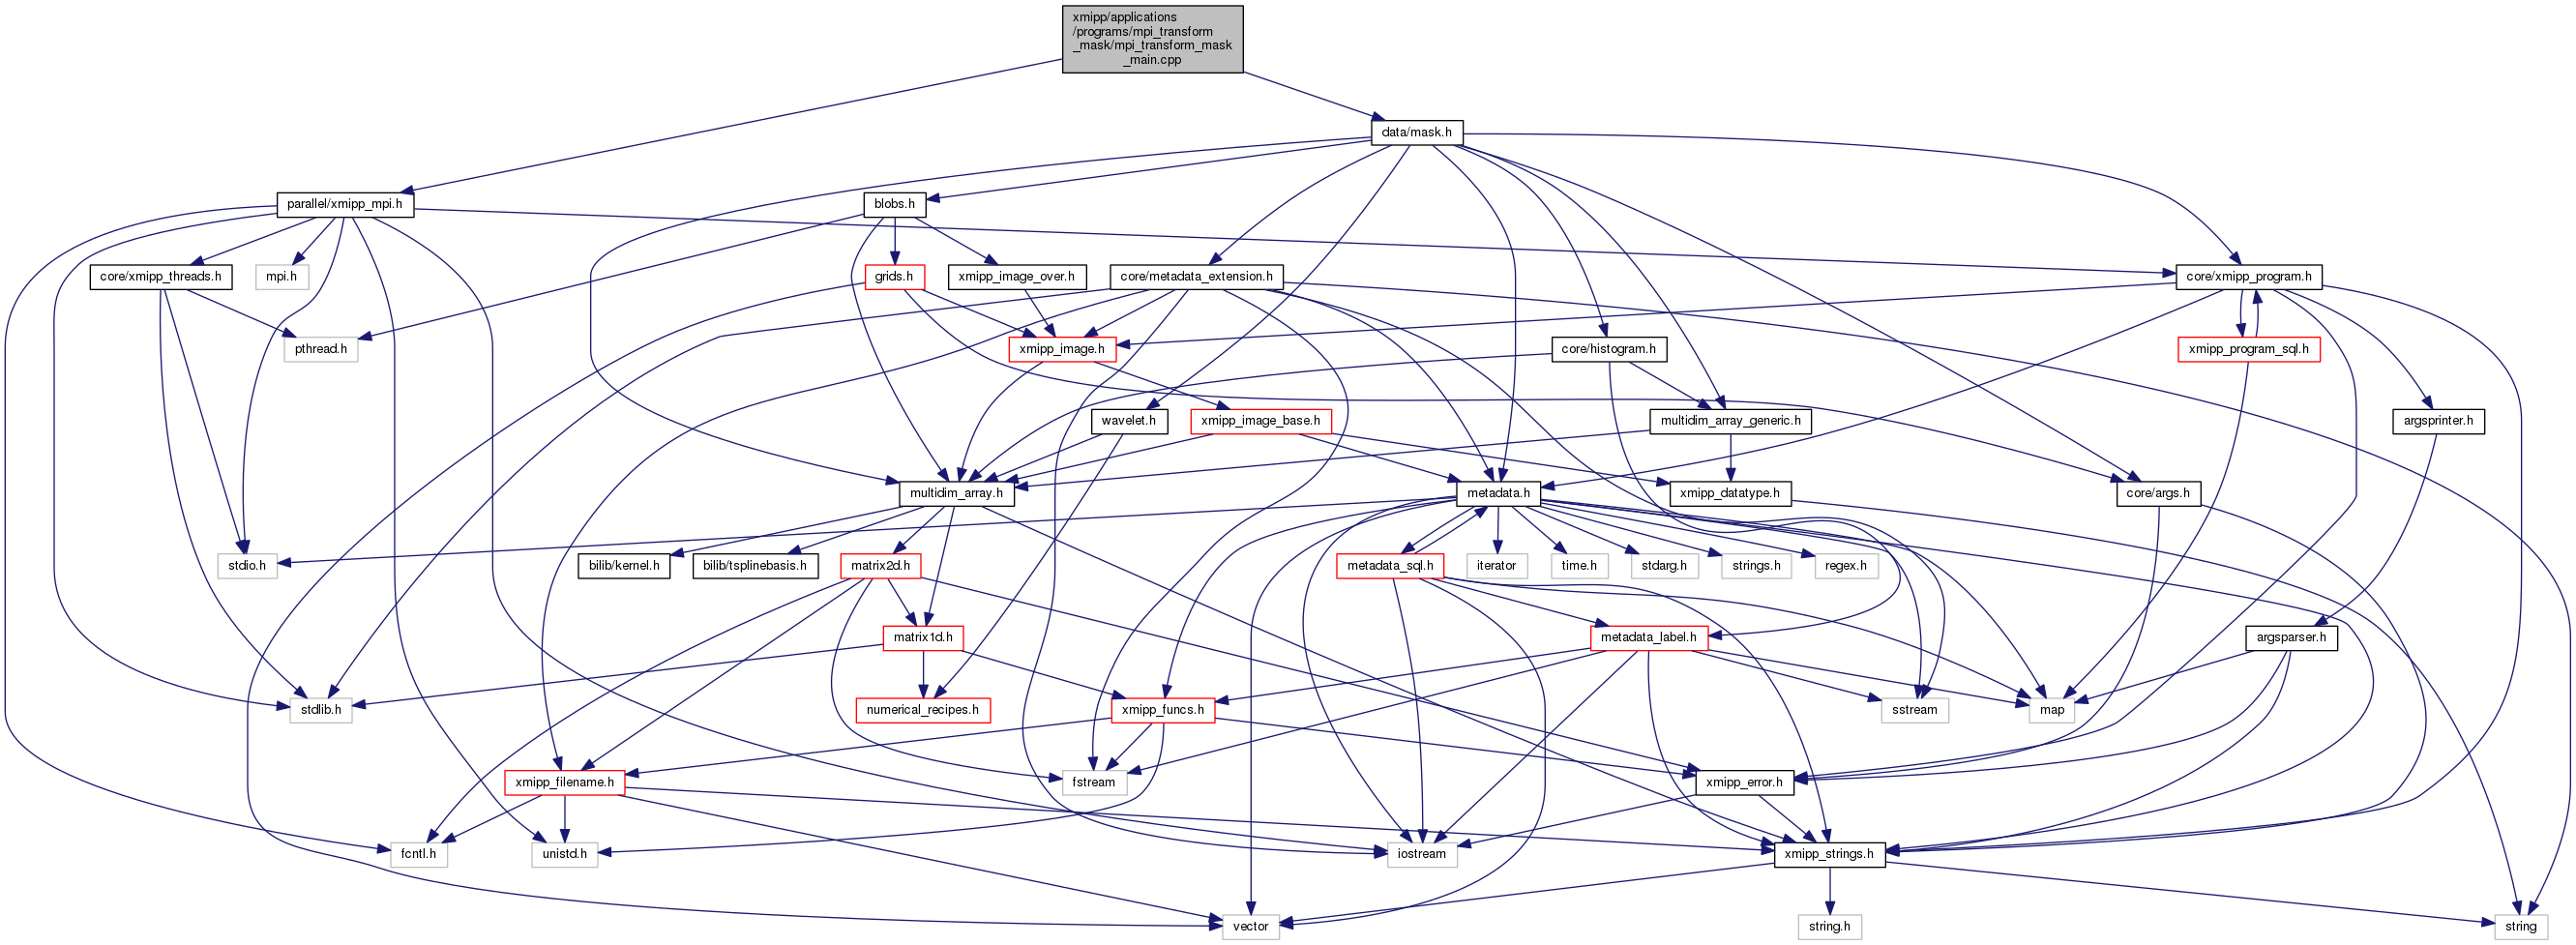 xmipp/applications
/programs/mpi_transform
_mask/mpi_transform_mask
_main.cpp
data/mask.h
parallel/xmipp_mpi.h
blobs.h
core/xmipp_threads.h
mpi.h
grids.h
xmipp_image_over.h
core/metadata_extension.h
core/xmipp_program.h
pthread.h
xmipp_image.h
core/histogram.h
xmipp_program_sql.h
wavelet.h
xmipp_image_base.h
multidim_array_generic.h
argsprinter.h
multidim_array.h
metadata.h
xmipp_datatype.h
core/args.h
stdio.h
bilib/kernel.h
bilib/tsplinebasis.h
matrix2d.h
metadata_sql.h
iterator
time.h
stdarg.h
strings.h
regex.h
matrix1d.h
metadata_label.h
argsparser.h
stdlib.h
numerical_recipes.h
xmipp_funcs.h
sstream
map
xmipp_filename.h
fstream
xmipp_error.h
fcntl.h
unistd.h
iostream
xmipp_strings.h
vector
string.h
string